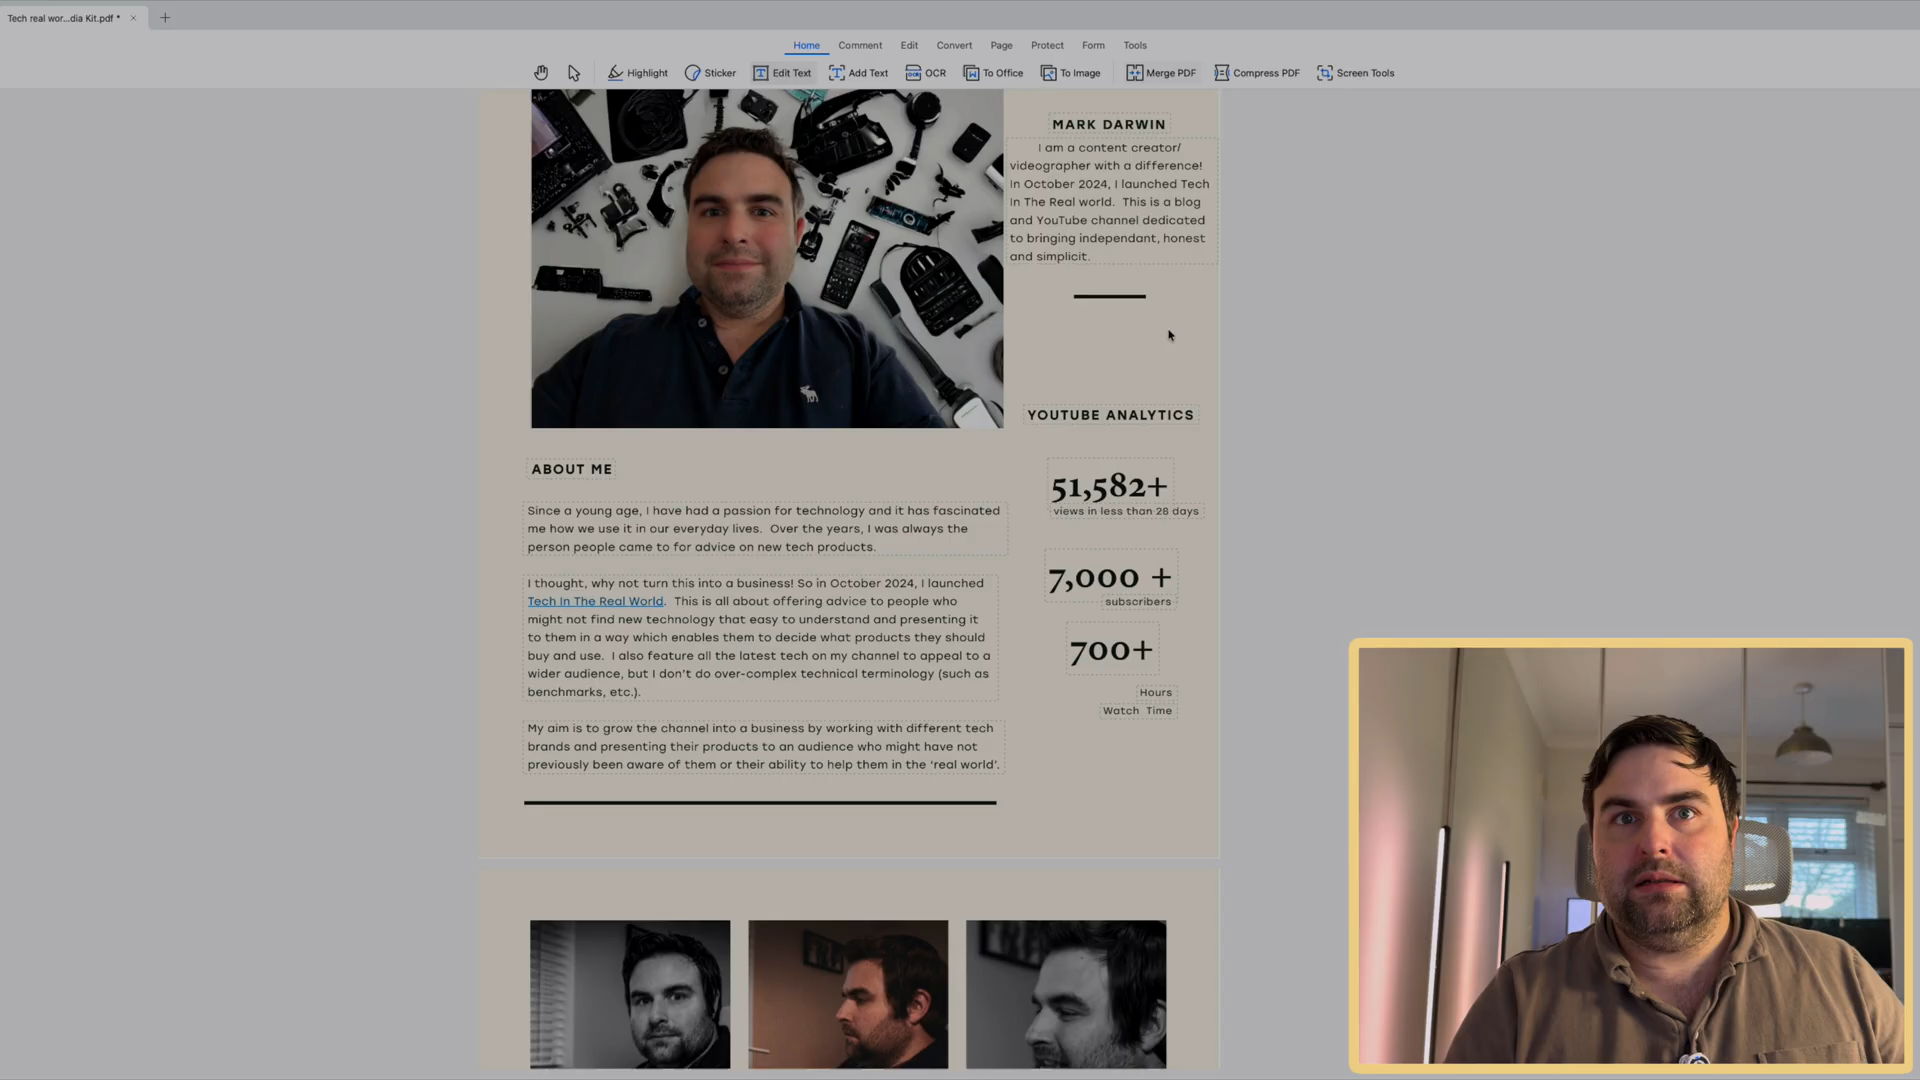 Tech real wor...dia Kit.pdf *
Home Comment Edit Convert Page Protect Form Tools
Highlight Sticker Edit Text Add Text OCR To Office To Image Merge PDF Compress PDF Screen Tools
MARK DARWIN
I am a content creator/
videographer with a difference!
In October 2024, I launched Tech
In The Real world. This is a blog
and YouTube channel dedicated
to bringing independant, honest
and simplicit.
YOUTUBE ANALYTICS
51,582+
views in less than 28 days
7,000 +
subscribers
700+
Hours
Watch Time
ABOUT ME
Since a young age, I have had a passion for technology and it has fascinated
me how we use it in our everyday lives. Over the years, I was always the
person people came to for advice on new tech products.
I thought, why not turn this into a business! So in October 2024, I launched
Tech In The Real World. This is all about offering advice to people who
might not find new technology that easy to understand and presenting it
to them in a way which enables them to decide what products they should
buy and use. I also feature all the latest tech on my channel to appeal to a
wider audience, but I don't do over-complex technical terminology (such as
benchmarks, etc.).
My aim is to grow the channel into a business by working with different tech
brands and presenting their products to an audience who might have not
previously been aware of them or their ability to help them in the ‘real world’.